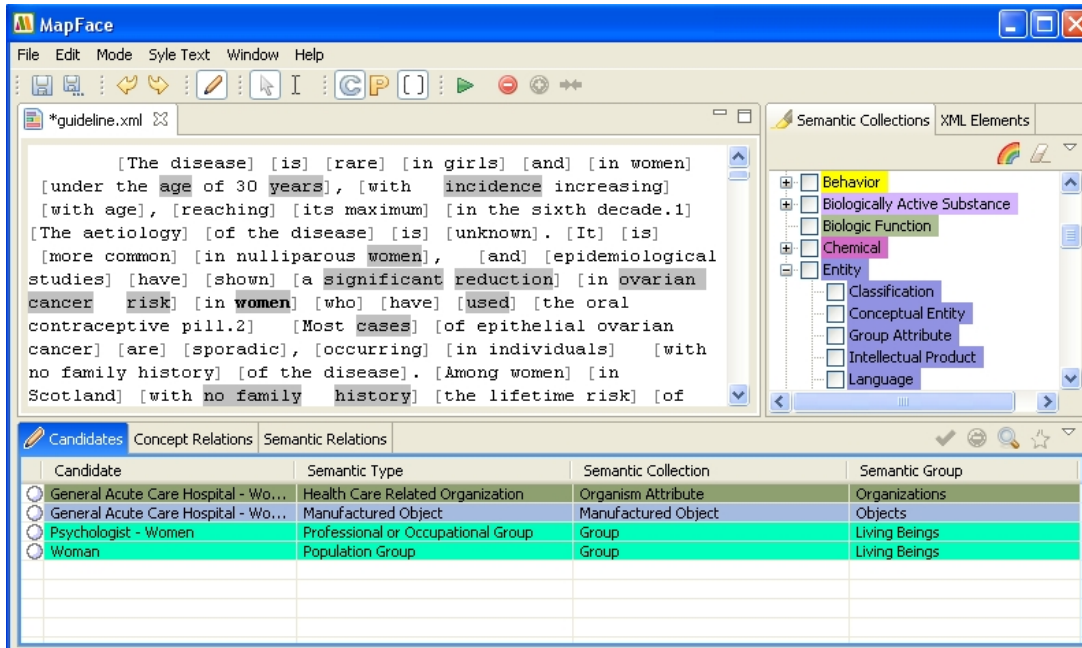 MapFace
File Edit Mode Syle Text Window Help
*guideline.xml
[The disease] [is] [rare] [in girls] [and] [in women]
[under the age of 30 years], [with incidence increasing]
[with age], [reaching] [its maximum] [in the sixth decade.1]
[The aetiology] [of the disease] [is] [unknown]. [It] [is]
[more common] [in nulliparous women], [and] [epidemiological
studies] [have] [shown] [a significant reduction] [in ovarian
cancer risk] [in women] [who] [have] [used] [the oral
contraceptive pill.2] [Most cases] [of epithelial ovarian
cancer] [are] [sporadic], [occurring] [in individuals] [with
no family history] [of the disease]. [Among women] [in
Scotland] [with no family history] [the lifetime risk] [of
Semantic Collections XML Elements
Behavior
Biologically Active Substance
Biologic Function
Chemical
Entity
Classification
Conceptual Entity
Group Attribute
Intellectual Product
Language
Candidates Concept Relations Semantic Relations
Candidate Semantic Type Semantic Collection Semantic Group
General Acute Care Hospital - Wo... Health Care Related Organization Organism Attribute Organizations
General Acute Care Hospital - Wo... Manufactured Object Manufactured Object Objects
Psychologist - Women Professional or Occupational Group Group Living Beings
Woman Population Group Group Living Beings